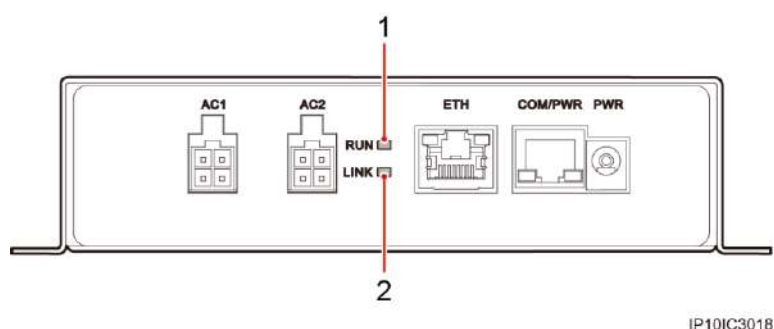 1
AC1 AC2 ETH COM/PWR PWR
RUN
LINK
2
IP10IC3018